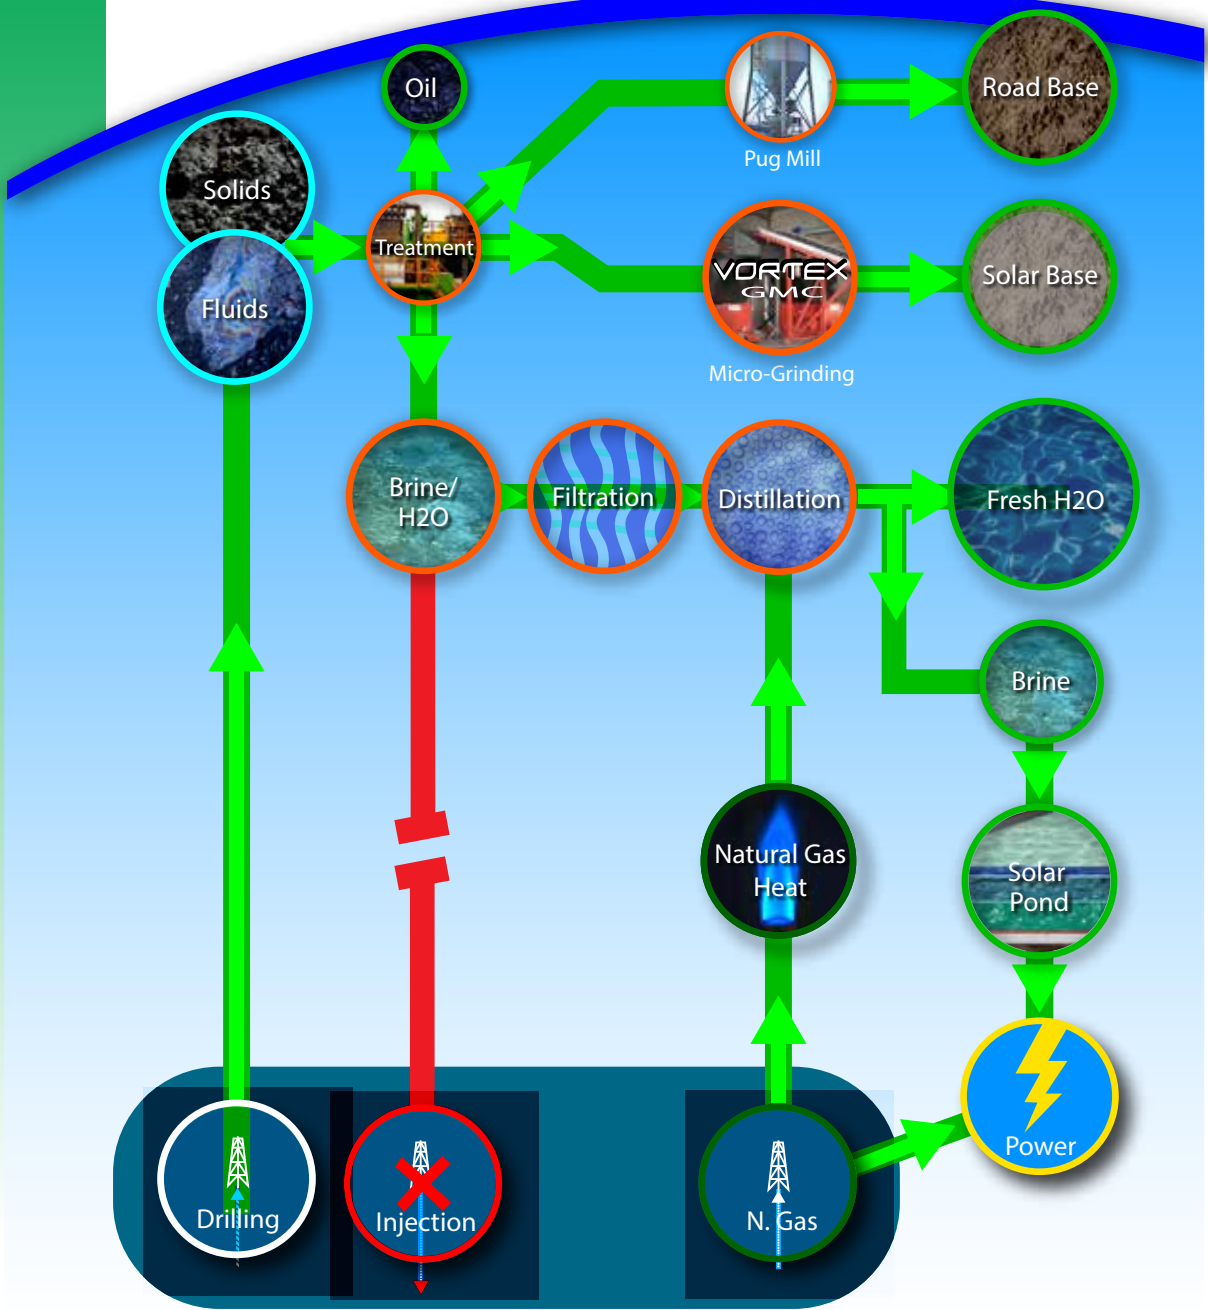 Oil
Road Base
Pug Mill
Solids
Treatment
VORTEX
GMC
Solar Base
Fluids
Micro-Grinding
Brine/
H2O
Filtration
Distillation
Fresh H2O
Brine
Natural Gas
Heat
Solar
Pond
Power
Drilling
Injection
N. Gas